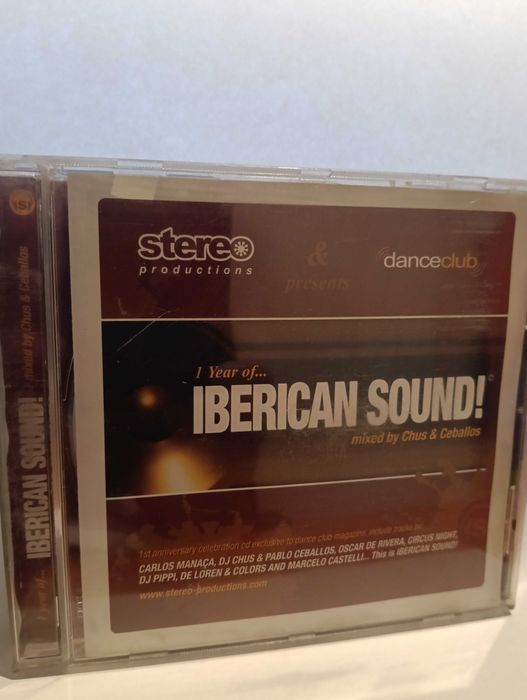 stereo
productions
&
presents
danceclub
1 Year of...
IBERICAN SOUND!
mixed by Chus & Ceballos
1st anniversary celebration cd exclusive to dance club magazine, include tracks by
CARLOS MANAÇA, DJ CHUS & PABLO CEBALLOS, OSCAR DE RIVERA, CIRCUS NIGHT,
DJ PIPPI, DE LOREN & COLORS AND MARCELO CASTELLI... This is IBERICAN SOUND!
www.stereo-productions.com
1 Year of... IBERICAN SOUND! mixed by Chus & Ceballos
(S)